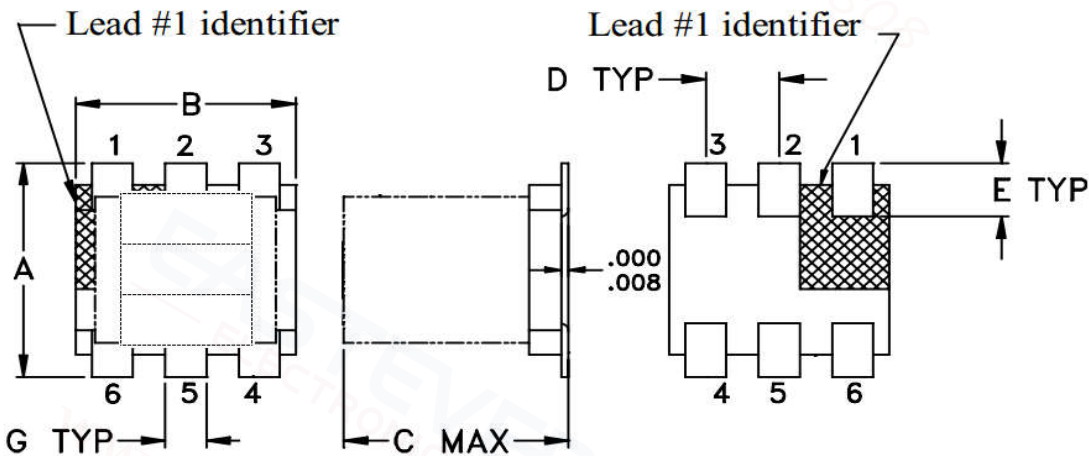 Lead #1 identifier
Lead #1 identifier
D TYP
B
1 2 3
3 2 1
E TYP
A
.000
.008
6 5 4
4 5 6
G TYP
C MAX